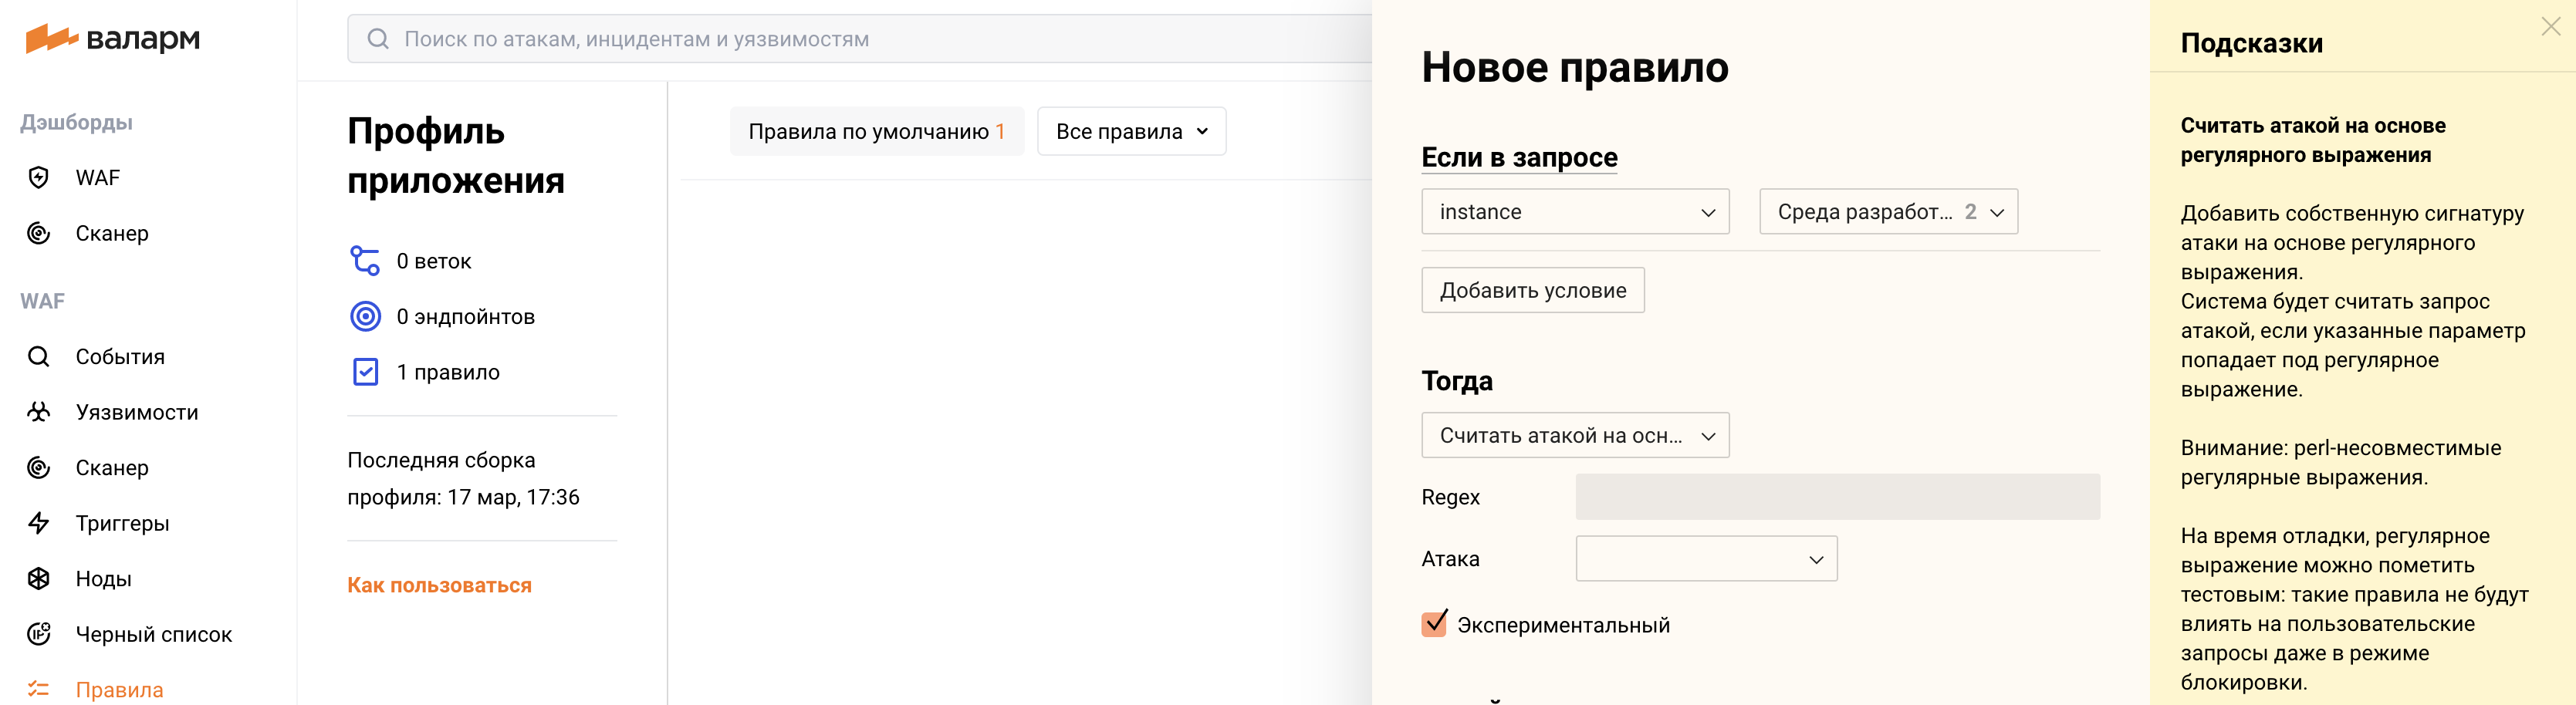 валарм
Дэшборды
WAF
Сканер
WAF
События
Уязвимости
Сканер
Триггеры
Ноды
Черный список
Правила
Поиск по атакам, инцидентам и уязвимостям
Профиль
приложения
0 веток
0 эндпойнтов
1 правило
Последняя сборка
профиля: 17 мар, 17:36
Как пользоваться
Правила по умолчанию 1
Все правила
Новое правило
Если в запросе
instance
Среда разработ... 2
Добавить условие
Тогда
Считать атакой на осн...
Regex
Атака
Экспериментальный
Подсказки
Считать атакой на основе
регулярного выражения
Добавить собственную сигнатуру
атаки на основе регулярного
выражения.
Система будет считать запрос
атакой, если указанные параметр
попадает под регулярное
выражение.
Внимание: perl-несовместимые
регулярные выражения.
На время отладки, регулярное
выражение можно пометить
тестовым: такие правила не будут
влиять на пользовательские
запросы даже в режиме
блокировки.